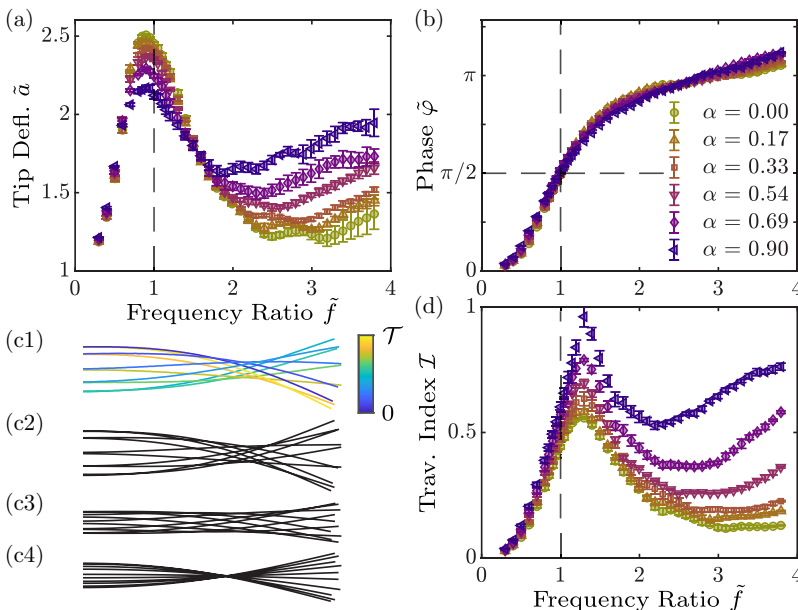 (a)
2.5
2
1.5
1
Tip Defl. ã
0 1 2 3 4
Frequency Ratio f̃
(b)
π
π/2
0
Phase φ̃
α = 0.00
α = 0.17
α = 0.33
α = 0.54
α = 0.69
α = 0.90
0 1 2 3 4
(c1)
𝒯
0
(c2)
(c3)
(c4)
(d)
1
0.5
0
Trav. Index ℐ
0 1 2 3 4
Frequency Ratio f̃